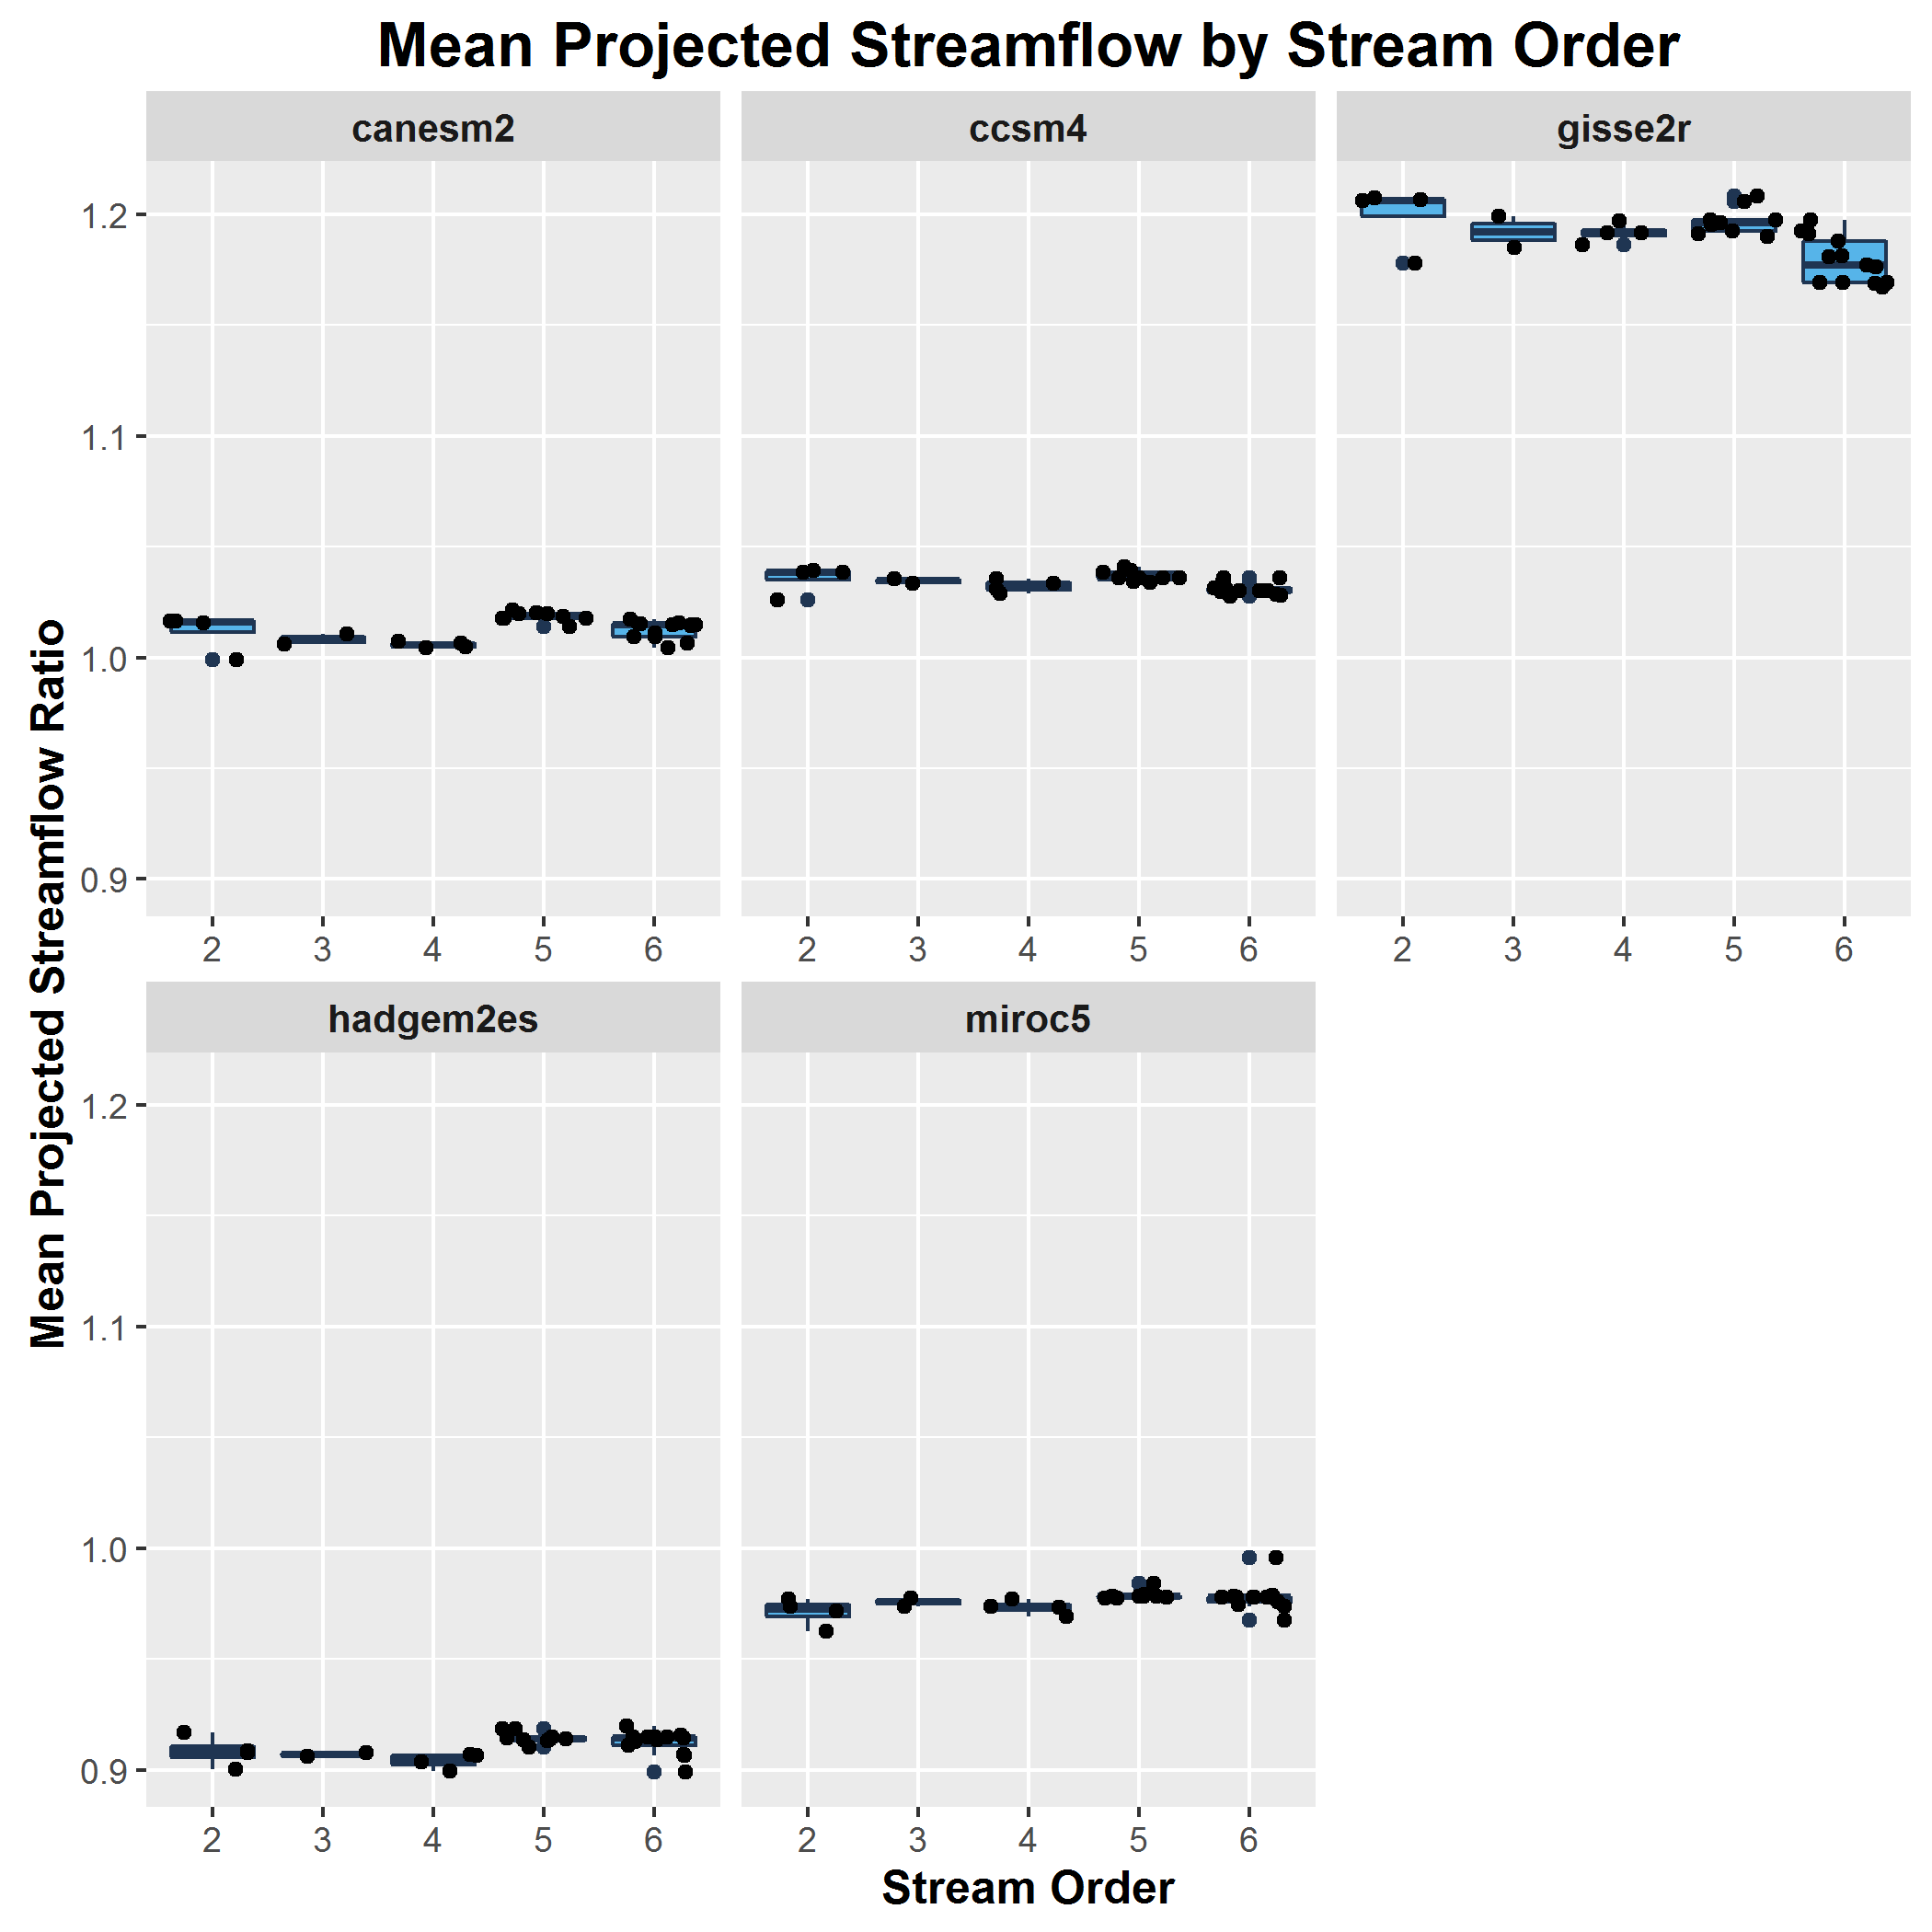 Mean Projected Streamflow by Stream Order
canesm2 ccsm4 gisse2r
1.2
1.1
1.0
0.9
2 3 4 5 6 2 3 4 5 6 2 3 4 5 6
Mean Projected Streamflow Ratio
hadgem2es miroc5
1.2
1.1
1.0
0.9
2 3 4 5 6 2 3 4 5 6
Stream Order